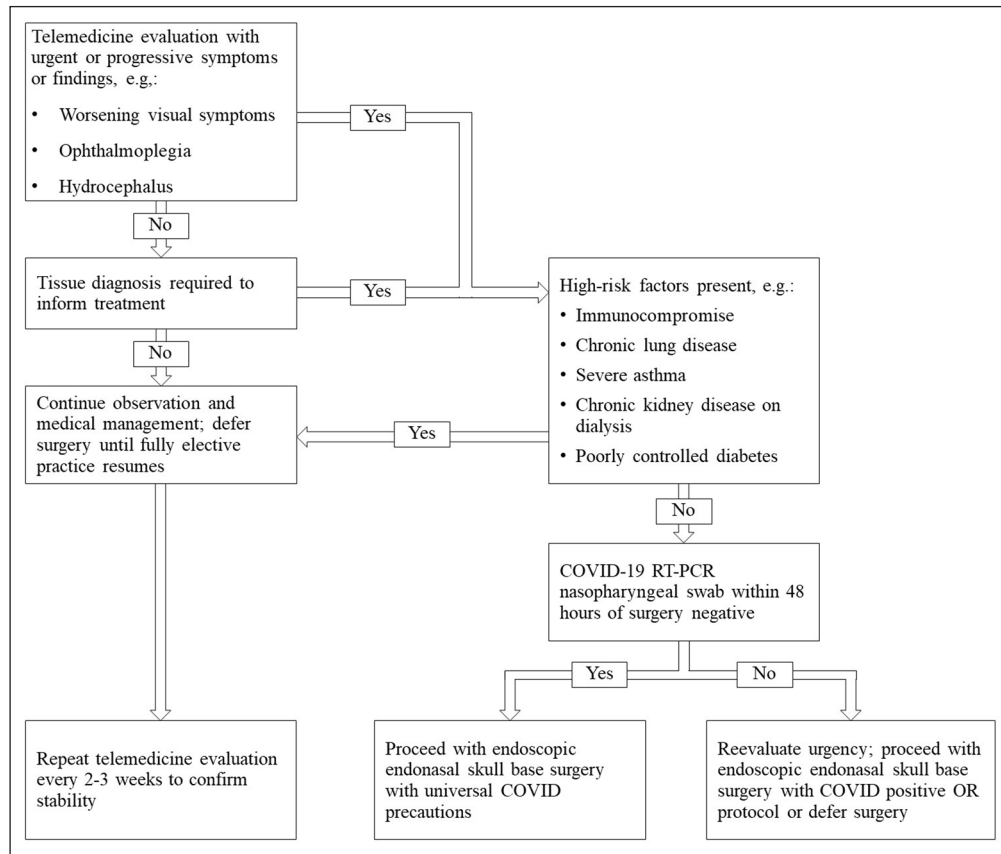 Telemedicine evaluation with
urgent or progressive symptoms
or findings, e.g,:
• Worsening visual symptoms
• Ophthalmoplegia
• Hydrocephalus
Yes
No
Tissue diagnosis required to
inform treatment
Yes
No
High-risk factors present, e.g.:
• Immunocompromise
• Chronic lung disease
• Severe asthma
• Chronic kidney disease on
dialysis
• Poorly controlled diabetes
Yes
Continue observation and
medical management; defer
surgery until fully elective
practice resumes
No
COVID-19 RT-PCR
nasopharyngeal swab within 48
hours of surgery negative
Yes
No
Repeat telemedicine evaluation
every 2-3 weeks to confirm
stability
Proceed with endoscopic
endonasal skull base surgery
with universal COVID
precautions
Reevaluate urgency; proceed with
endoscopic endonasal skull base
surgery with COVID positive OR
protocol or defer surgery